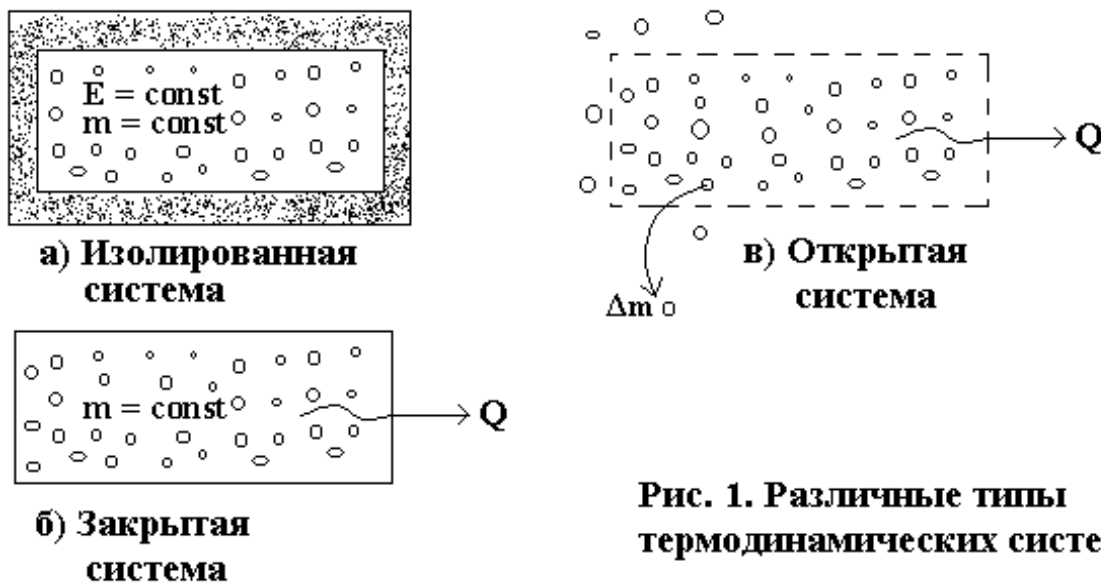 E = const
m = const
а) Изолированная
система
m = const
Q
б) Закрытая
система
Q
Δm
в) Открытая
система
Рис. 1. Различные типы
термодинамических систе